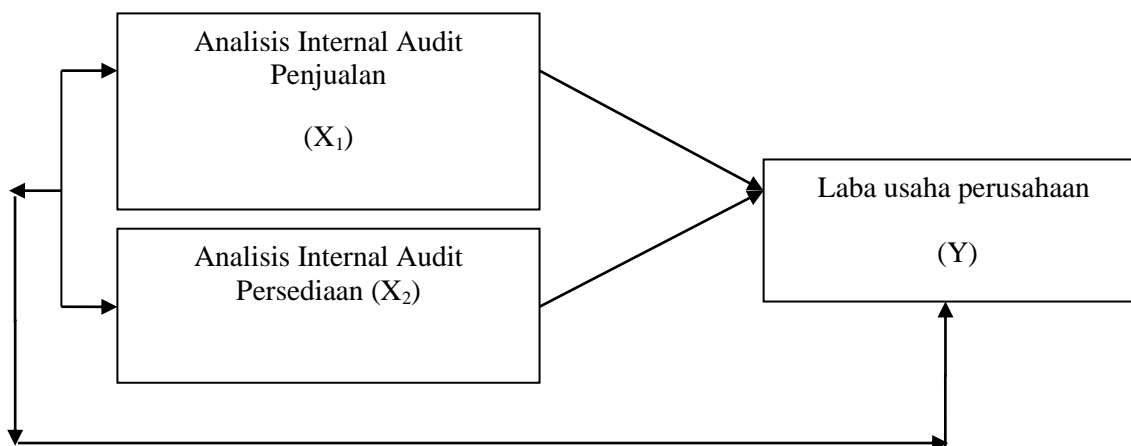 Analisis Internal Audit
Penjualan
(X₁)
Analisis Internal Audit
Persediaan (X₂)
Laba usaha perusahaan
(Y)